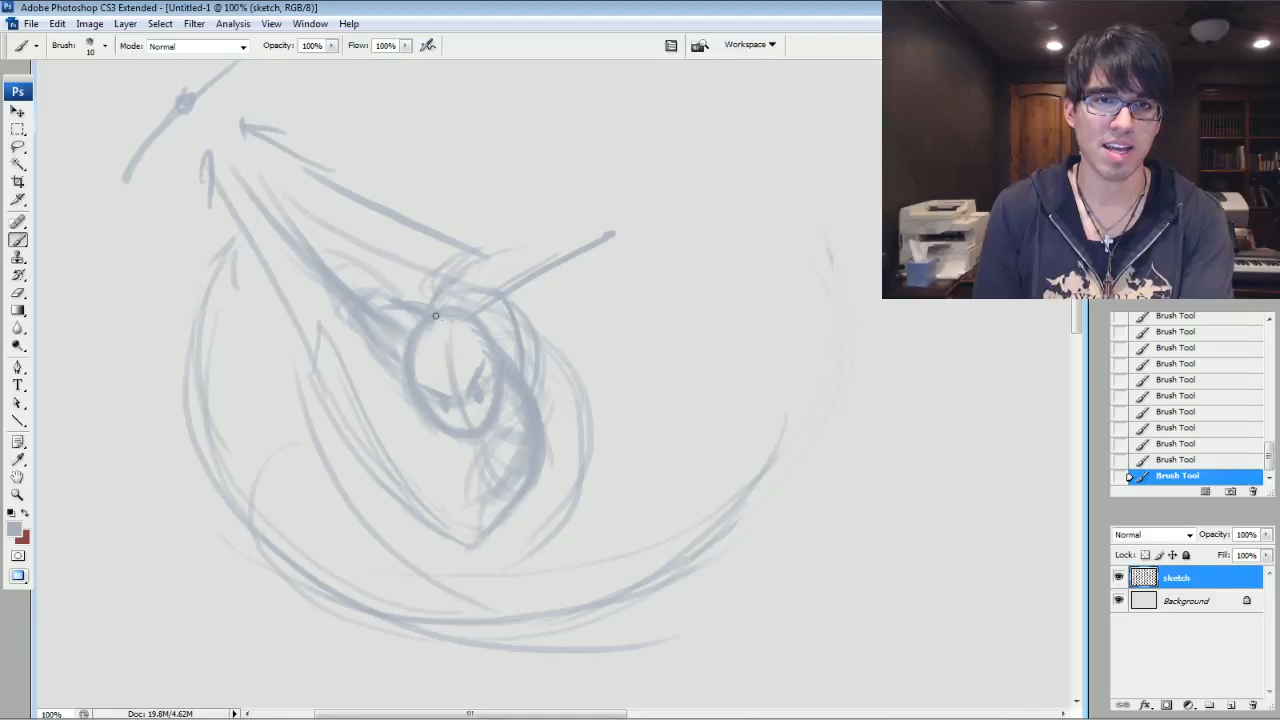 Adobe Photoshop CS3 Extended - [Untitled-1 @ 100% (sketch, RGB/8)]
File Edit Image Layer Select Filter Analysis View Window Help
Brush: 10 Mode: Normal Opacity: 100% Flow: 100% Workspace
Ps
Brush Tool
Brush Tool
Brush Tool
Brush Tool
Brush Tool
Brush Tool
Brush Tool
Brush Tool
Brush Tool
Brush Tool
Brush Tool
Normal Opacity: 100%
Lock: Fill: 100%
sketch
Background
100% Doc: 19.8M/4.62M